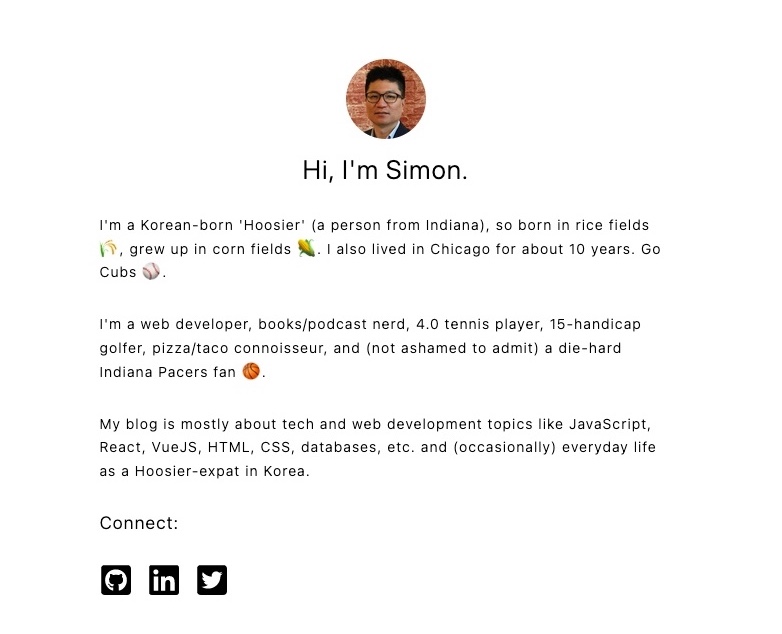 Hi, I'm Simon.
I'm a Korean-born 'Hoosier' (a person from Indiana), so born in rice fields
🌾, grew up in corn fields 🌽. I also lived in Chicago for about 10 years. Go
Cubs ⚾.
I'm a web developer, books/podcast nerd, 4.0 tennis player, 15-handicap
golfer, pizza/taco connoisseur, and (not ashamed to admit) a die-hard
Indiana Pacers fan 🏀.
My blog is mostly about tech and web development topics like JavaScript,
React, VueJS, HTML, CSS, databases, etc. and (occasionally) everyday life
as a Hoosier-expat in Korea.
Connect:
in